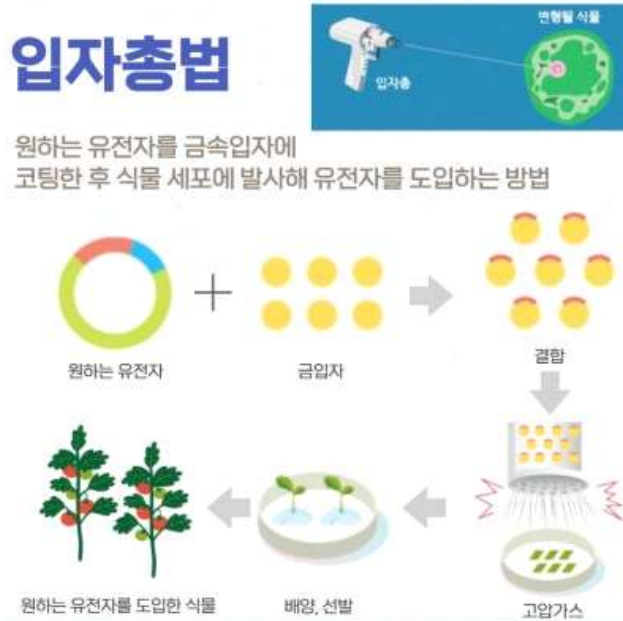 입자총법
변형될 식물
입자총
원하는 유전자를 금속입자에
코팅한 후 식물 세포에 발사해 유전자를 도입하는 방법
원하는 유전자
금입자
결합
원하는 유전자를 도입한 식물
배양, 선발
고압가스